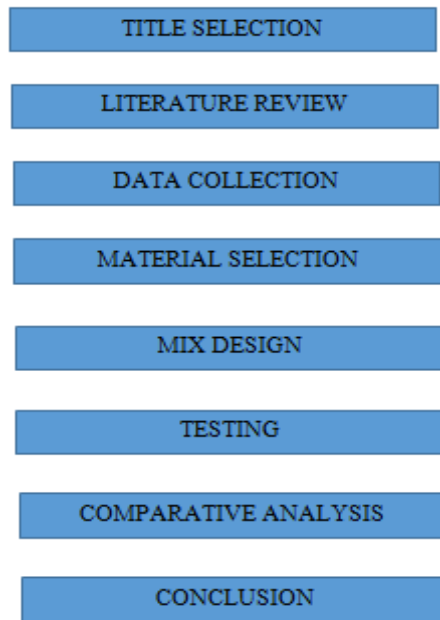 TITLE SELECTION
LITERATURE REVIEW
DATA COLLECTION
MATERIAL SELECTION
MIX DESIGN
TESTING
COMPARATIVE ANALYSIS
CONCLUSION